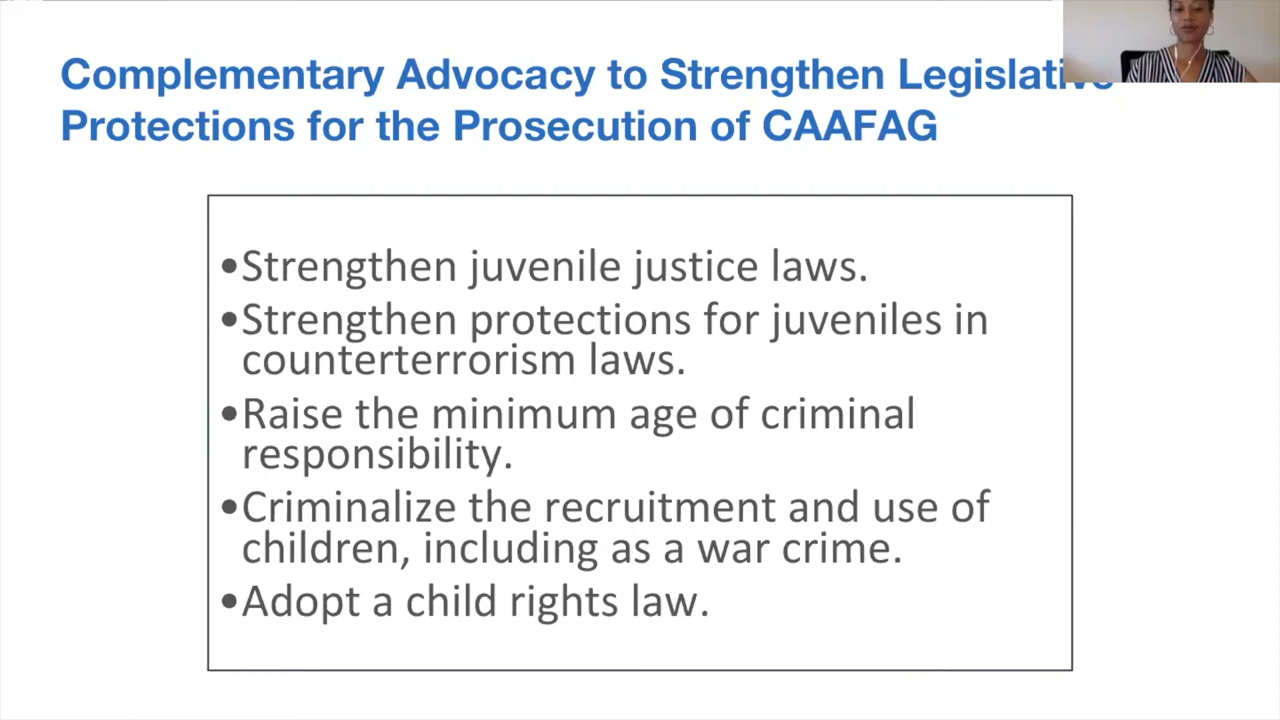 Complementary Advocacy to Strengthen Legislative
Protections for the Prosecution of CAAFAG
•Strengthen juvenile justice laws.
•Strengthen protections for juveniles in
counterterrorism laws.
•Raise the minimum age of criminal
responsibility.
•Criminalize the recruitment and use of
children, including as a war crime.
•Adopt a child rights law.